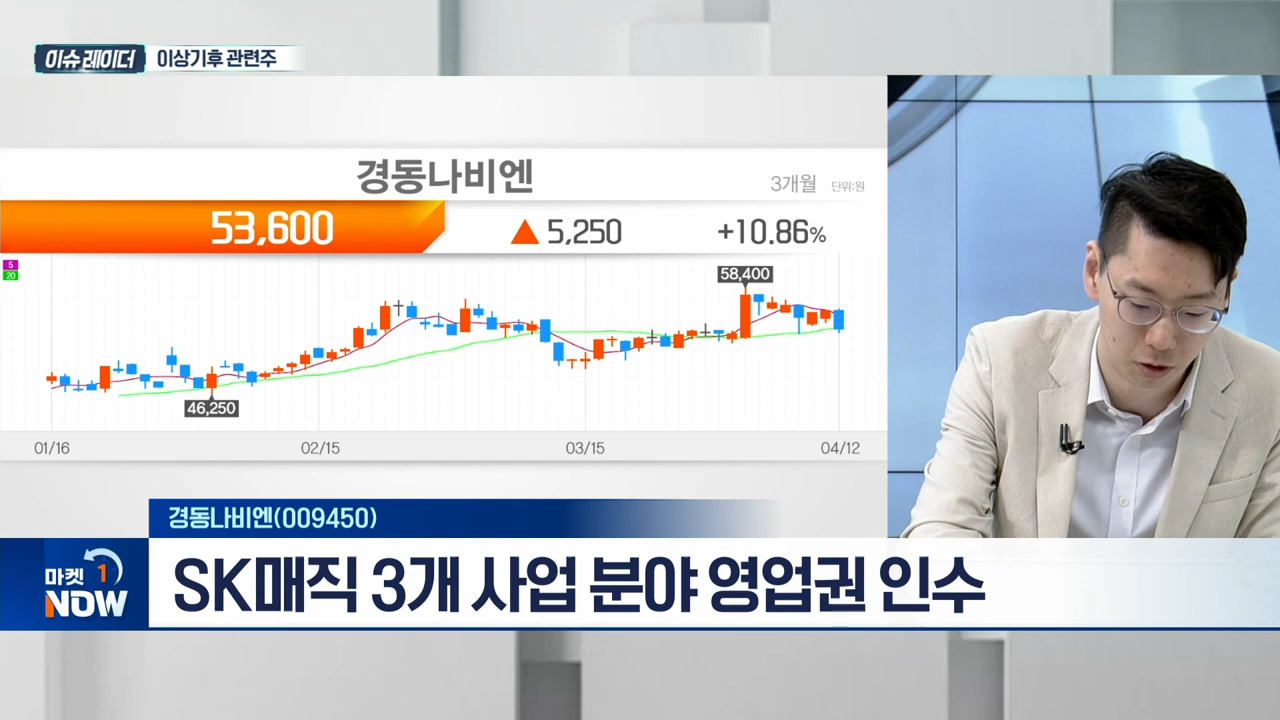 이슈레이더 이상기후 관련주
경동나비엔
3개월 단위:원
53,600 ▲ 5,250 +10.86%
5
20
58,400
46,250
01/16 02/15 03/15 04/12
경동나비엔(009450)
마켓 1
NOW
SK매직 3개 사업 분야 영업권 인수